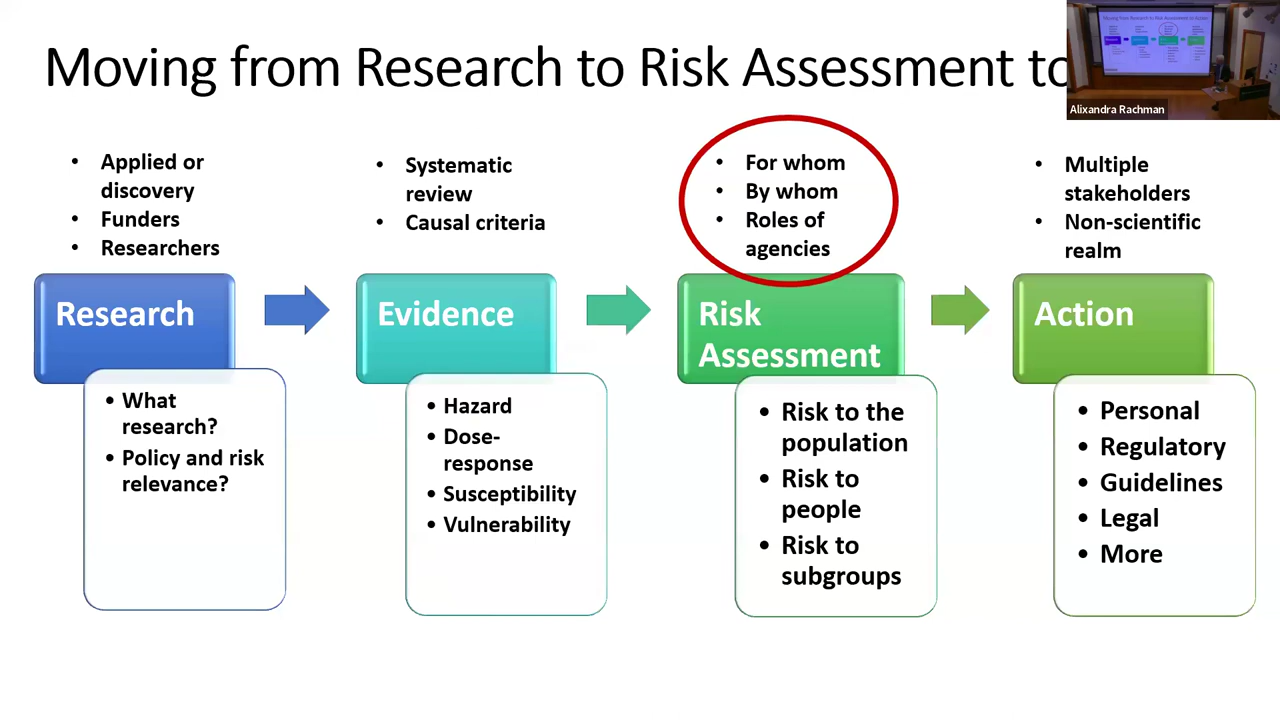 Moving from Research to Risk Assessment to
Alixandra Rachman
Applied or
discovery
Funders
Researchers
Systematic
review
Causal criteria
For whom
By whom
Roles of
agencies
Multiple
stakeholders
Non-scientific
realm
Research
Evidence
Risk
Assessment
Action
What
research?
Policy and risk
relevance?
Hazard
Dose-
response
Susceptibility
Vulnerability
Risk to the
population
Risk to
people
Risk to
subgroups
Personal
Regulatory
Guidelines
Legal
More